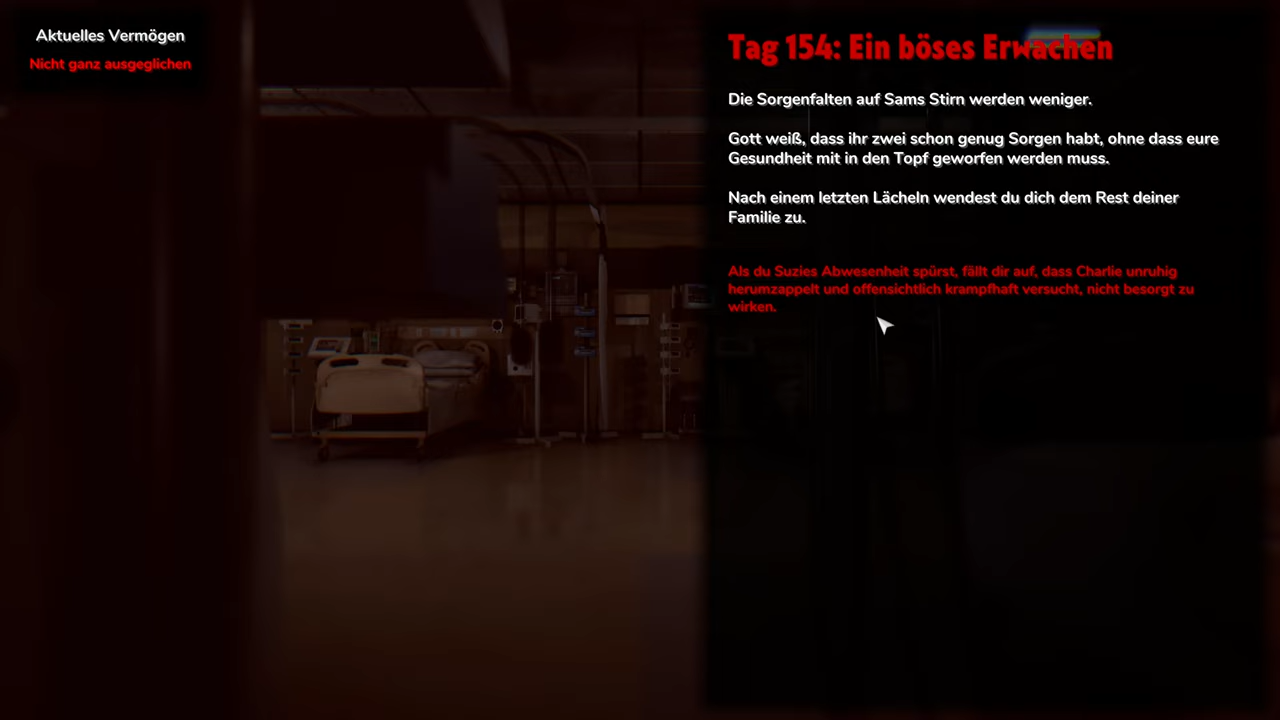 Aktuelles Vermögen
Nicht ganz ausgeglichen
Tag 154: Ein böses Erwachen
Die Sorgenfalten auf Sams Stirn werden weniger.
Gott weiß, dass ihr zwei schon genug Sorgen habt, ohne dass eure
Gesundheit mit in den Topf geworfen werden muss.
Nach einem letzten Lächeln wendest du dich dem Rest deiner
Familie zu.
Als du Suzies Abwesenheit spürst, fällt dir auf, dass Charlie unruhig
herumzappelt und offensichtlich krampfhaft versucht, nicht besorgt zu
wirken.